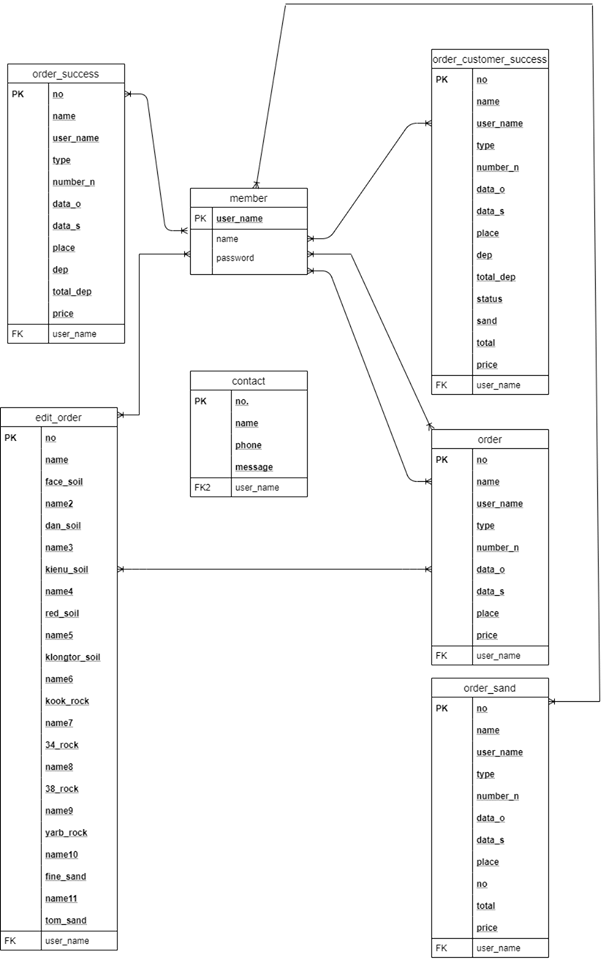 order_success
PK no
name
user_name
type
number_n
data_o
data_s
place
dep
total_dep
price
FK user_name
order_customer_success
PK no
name
user_name
type
number_n
data_o
data_s
place
dep
total_dep
status
sand
total
price
FK user_name
member
PK user_name
name
password
contact
PK no.
name
phone
message
FK2 user_name
edit_order
PK no
name
face_soil
name2
dan_soil
name3
kienu_soil
name4
red_soil
name5
klongtor_soil
name6
kook_rock
name7
34_rock
name8
38_rock
name9
yarb_rock
name10
fine_sand
name11
tom_sand
FK user_name
order
PK no
name
user_name
type
number_n
data_o
data_s
place
price
FK user_name
order_sand
PK no
name
user_name
type
number_n
data_o
data_s
place
no
total
price
FK user_name